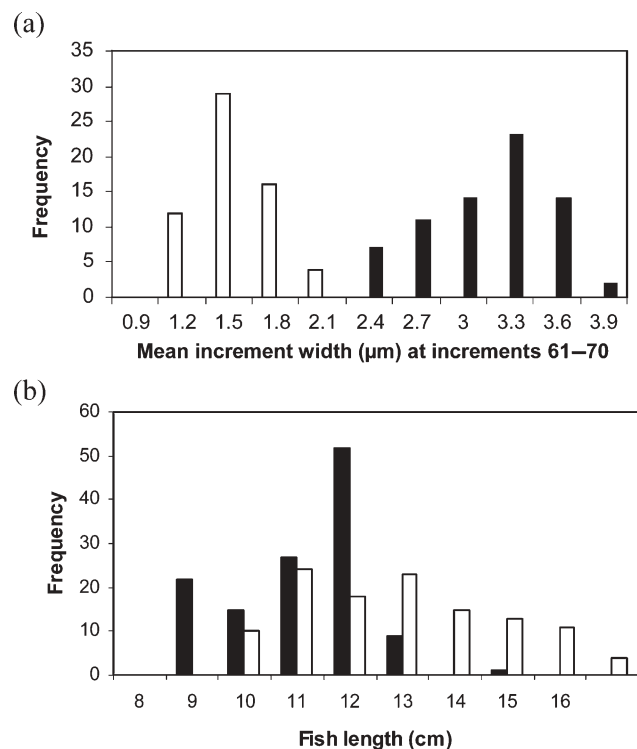 (a)
35
30
25
20
15
10
5
0
Frequency
0.9 1.2 1.5 1.8 2.1 2.4 2.7 3 3.3 3.6 3.9
Mean increment width (µm) at increments 61–70
(b)
60
50
40
30
20
10
0
Frequency
8 9 10 11 12 13 14 15 16
Fish length (cm)